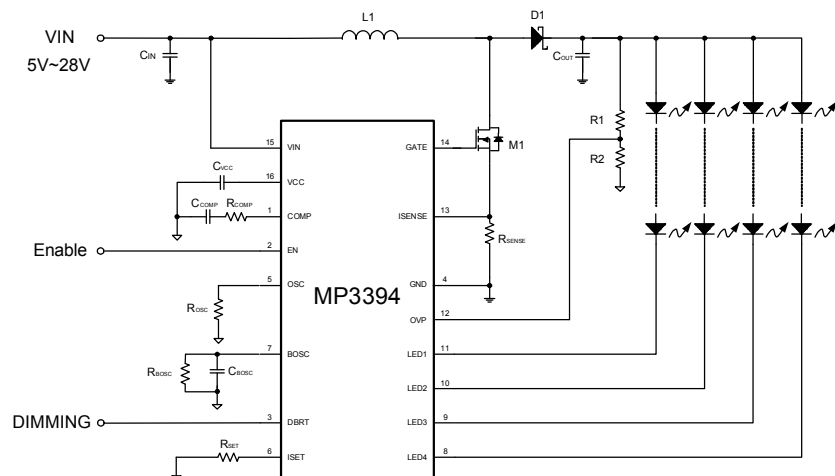 L1
D1
VIN
5V~28V
CIN
COUT
R1
R2
M1
15
VIN
GATE
14
CVCC
16
VCC
CCOMP
RCOMP
1
COMP
ISENSE
13
RSENSE
Enable
2
EN
5
OSC
GND
4
MP3394
ROSC
OVP
12
7
BOSC
LED1
11
RBOSC
CBOSC
LED2
10
DIMMING
3
DBRT
LED3
9
RSET
6
ISET
LED4
8